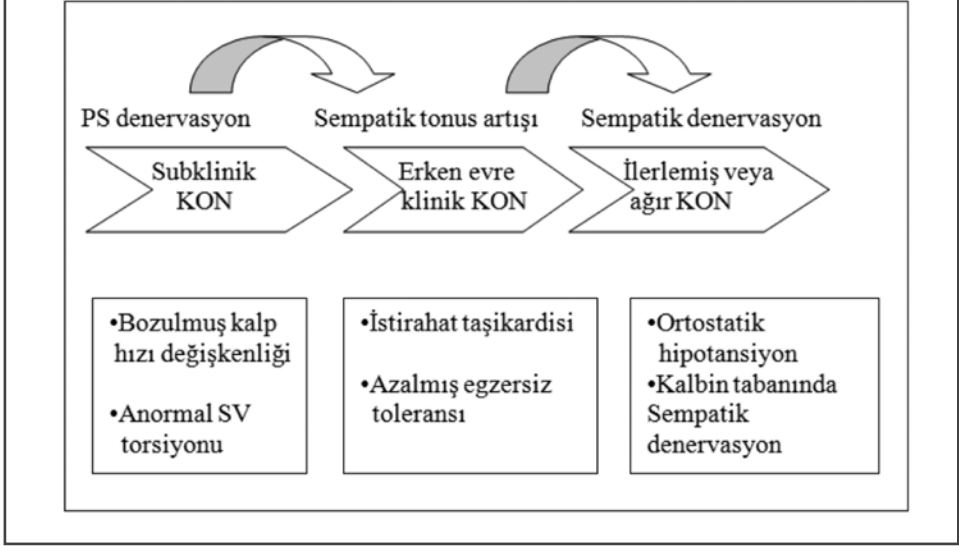 PS denervasyon
Sempatik tonus artışı
Sempatik denervasyon
Subklinik
KON
Erken evre
klinik KON
İlerlemiş veya
ağır KON
•Bozulmuş kalp
hızı değişkenliği
•Anormal SV
torsiyonu
•İstirahat taşikardisi
•Azalmış egzersiz
toleransı
•Ortostatik
hipotansiyon
•Kalbin tabanında
Sempatik
denervasyon